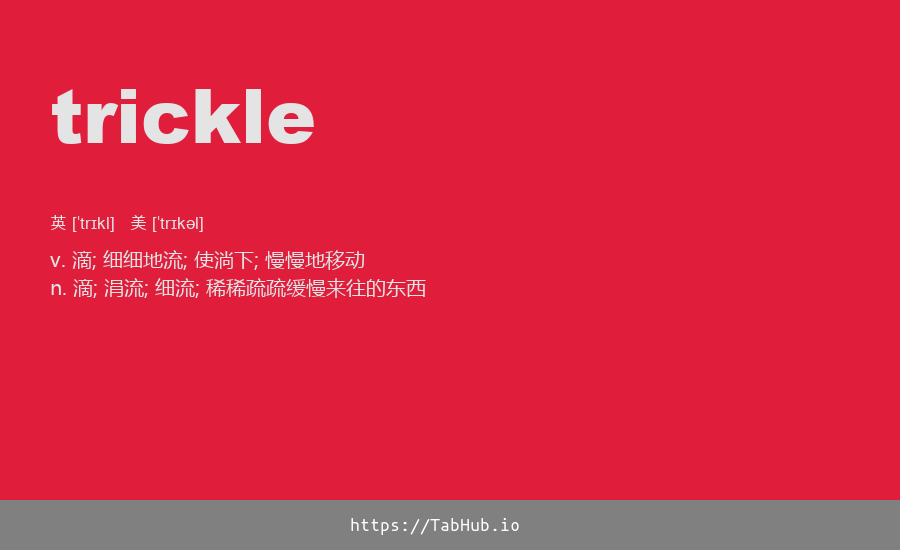 trickle
英 [ˈtrɪkl] 美 [ˈtrɪkəl]
v. 滴; 细细地流; 使淌下; 慢慢地移动
n. 滴; 涓流; 细流; 稀稀疏疏缓慢来往的东西
https://TabHub.io